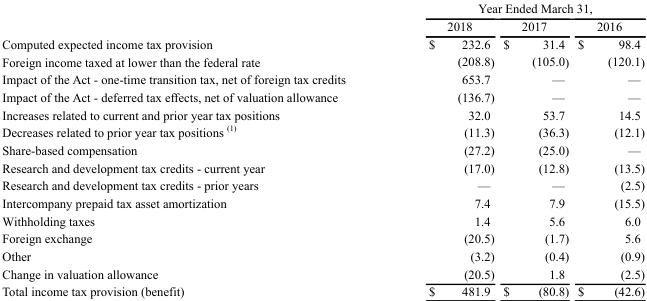 Year Ended March 31,
2018 2017 2016
Computed expected income tax provision $ 232.6 $ 31.4 $ 98.4
Foreign income taxed at lower than the federal rate (208.8) (105.0) (120.1)
Impact of the Act - one-time transition tax, net of foreign tax credits 653.7 — —
Impact of the Act - deferred tax effects, net of valuation allowance (136.7) — —
Increases related to current and prior year tax positions 32.0 53.7 14.5
Decreases related to prior year tax positions (1) (11.3) (36.3) (12.1)
Share-based compensation (27.2) (25.0) —
Research and development tax credits - current year (17.0) (12.8) (13.5)
Research and development tax credits - prior years — — (2.5)
Intercompany prepaid tax asset amortization 7.4 7.9 (15.5)
Withholding taxes 1.4 5.6 6.0
Foreign exchange (20.5) (1.7) 5.6
Other (3.2) (0.4) (0.9)
Change in valuation allowance (20.5) 1.8 (2.5)
Total income tax provision (benefit) $ 481.9 $ (80.8) $ (42.6)